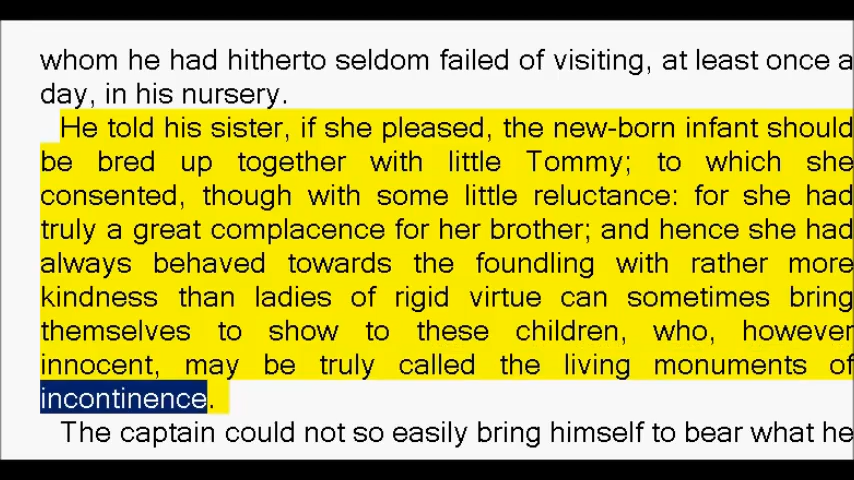 whom he had hitherto seldom failed of visiting, at least once a
day, in his nursery.
He told his sister, if she pleased, the new-born infant should
be bred up together with little Tommy; to which she
consented, though with some little reluctance: for she had
truly a great complacence for her brother; and hence she had
always behaved towards the foundling with rather more
kindness than ladies of rigid virtue can sometimes bring
themselves to show to these children, who, however
innocent, may be truly called the living monuments of
incontinence.
The captain could not so easily bring himself to bear what he